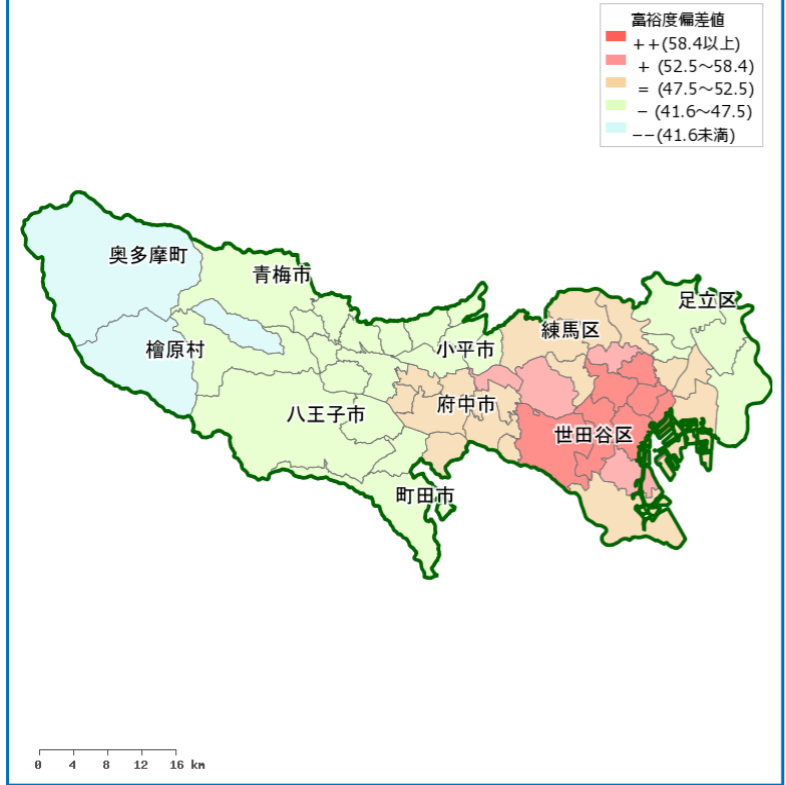 富裕度偏差値
++(58.4以上)
+ (52.5～58.4)
= (47.5～52.5)
− (41.6～47.5)
−−(41.6未満)
奥多摩町
青梅市
足立区
練馬区
檜原村
小平市
府中市
八王子市
世田谷区
町田市
0 4 8 12 16 km